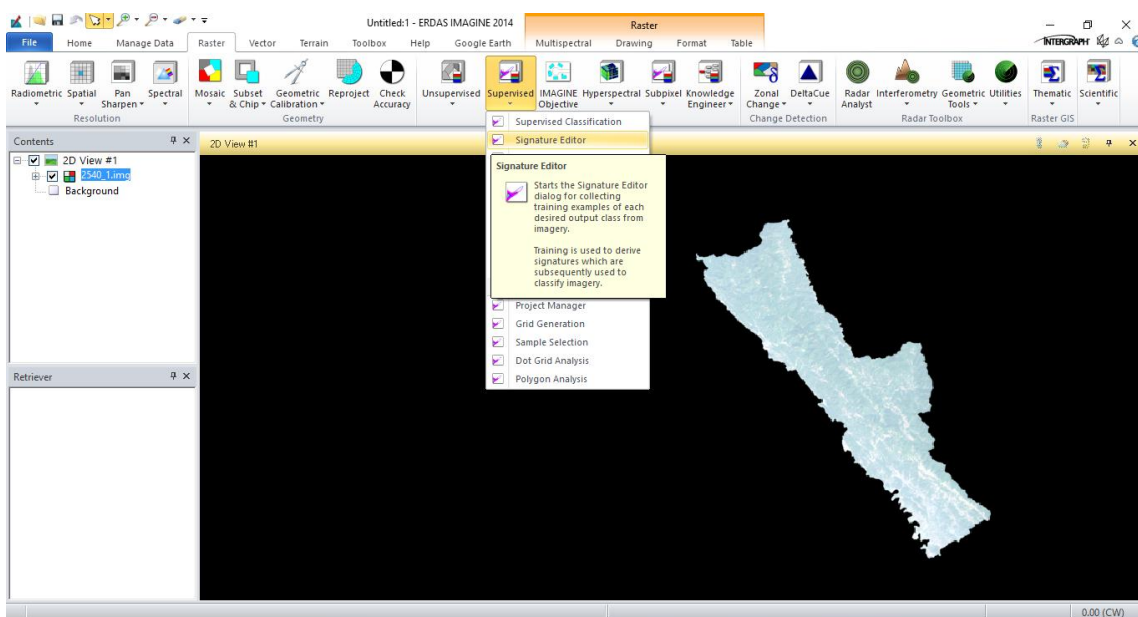 Untitled:1 - ERDAS IMAGINE 2014
Raster
File Home Manage Data Raster Vector Terrain Toolbox Help Google Earth Multispectral Drawing Format Table
INTERGRAPH
Radiometric Spatial Pan Sharpen Spectral Mosaic Subset & Chip Geometric Calibration Reproject Check Accuracy Unsupervised Supervised IMAGINE Objective Hyperspectral Subpixel Knowledge Engineer Zonal Change DeltaCue Radar Analyst Interferometry Geometric Tools Utilities Thematic Scientific
Resolution Geometry Change Detection Radar Toolbox Raster GIS
Contents
2D View #1
2540_1.img
Background
Retriever
2D View #1
Supervised Classification
Signature Editor
Signature Editor
Starts the Signature Editor
dialog for collecting
training examples of each
desired output class from
imagery.
Training is used to derive
signatures which are
subsequently used to
classify imagery.
Project Manager
Grid Generation
Sample Selection
Dot Grid Analysis
Polygon Analysis
0.00 (CW)